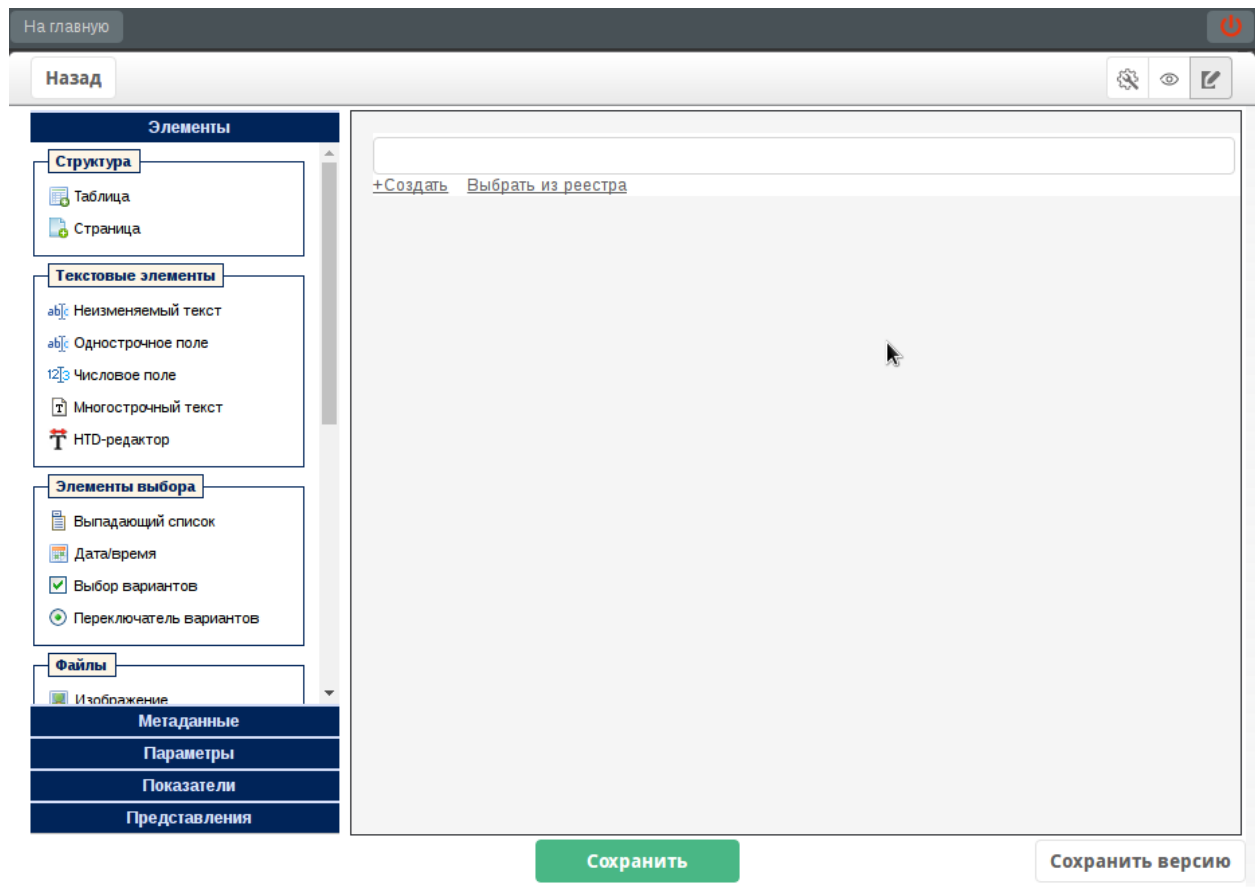 На главную
Назад
Элементы
Структура
Таблица
Страница
Текстовые элементы
Неизменяемый текст
Однострочное поле
Числовое поле
Многострочный текст
HTD-редактор
Элементы выбора
Выпадающий список
Дата/время
Выбор вариантов
Переключатель вариантов
Файлы
Изображение
Метаданные
Параметры
Показатели
Представления
+Создать Выбрать из реестра
Сохранить
Сохранить версию